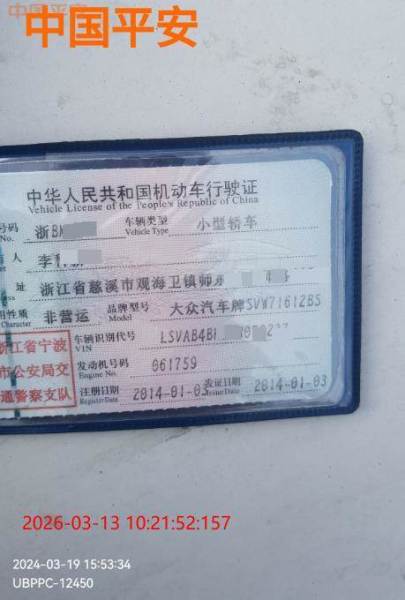 中国平安
中国平安
中华人民共和国机动车行驶证
Vehicle License of the People's Republic of China
号码 浙B 车辆类型 小型轿车
No. Vehicle Type
人 李
址 浙江省慈溪市观海卫镇师
用性质 非营运 品牌型号 大众汽车牌SVW71612BS
Character Model
浙江省宁波
市公安局交
通警察支队
车辆识别代号 LSVAB4B
VIN
发动机号码 061759
Engine No.
注册日期 2014-01-03 发证日期 2014-01-03
Register Date Issue Date
2026-03-13 10:21:52:157
2024-03-19 15:53:34
UBPPC-12450